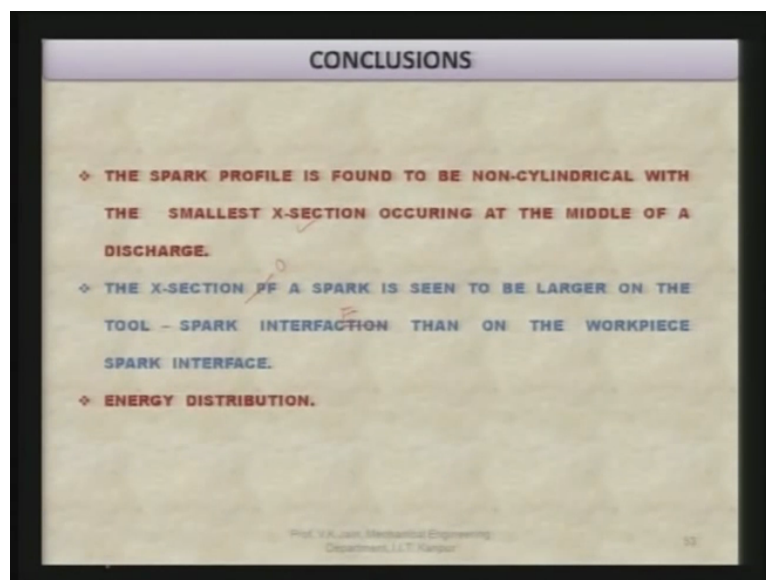 CONCLUSIONS
❖ THE SPARK PROFILE IS FOUND TO BE NON-CYLINDRICAL WITH
THE SMALLEST X-SECTION OCCURING AT THE MIDDLE OF A
DISCHARGE.
O
❖ THE X-SECTION PF A SPARK IS SEEN TO BE LARGER ON THE
E
TOOL – SPARK INTERFACTION THAN ON THE WORKPIECE
SPARK INTERFACE.
❖ ENERGY DISTRIBUTION.
Prof. V.K.Jain, Mechanical Engineering
Department, I.I.T. Kanpur